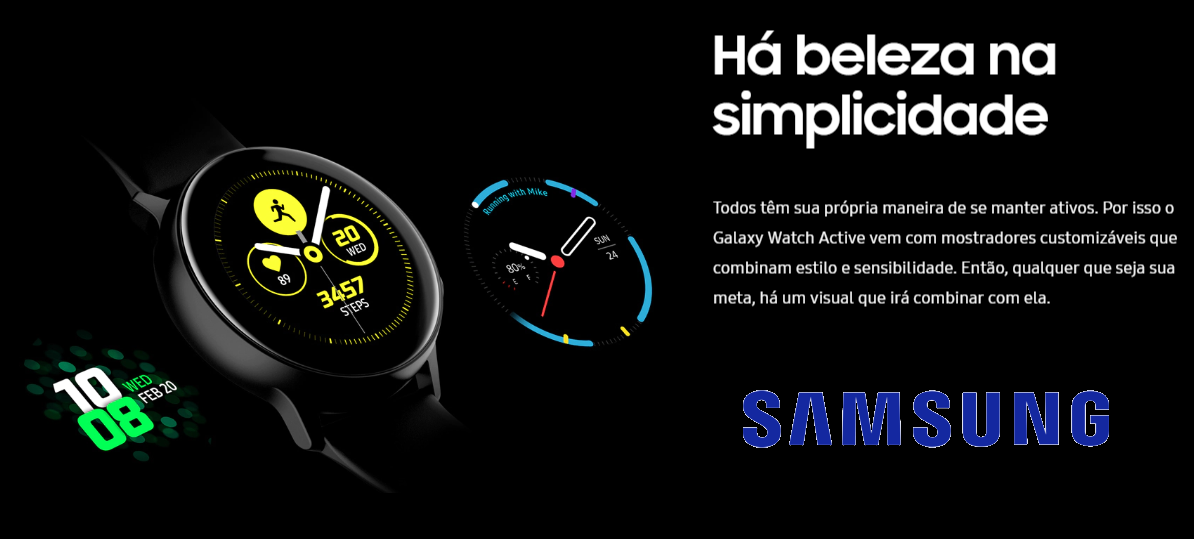 Há beleza na
simplicidade
Todos têm sua própria maneira de se manter ativos. Por isso o
Galaxy Watch Active vem com mostradores customizáveis que
combinam estilo e sensibilidade. Então, qualquer que seja sua
meta, há um visual que irá combinar com ela.
SAMSUNG
20
WED
89
3457
STEPS
Running with Mike
SUN
24
80%
E F
10
08
WED
FEB 20